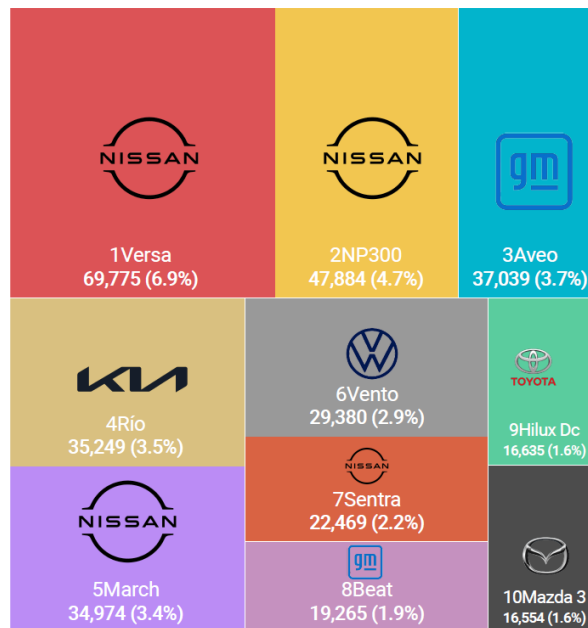 NISSAN
1Versa
69,775 (6.9%)
NISSAN
2NP300
47,884 (4.7%)
gm
3Aveo
37,039 (3.7%)
KIA
4Río
35,249 (3.5%)
NISSAN
5March
34,974 (3.4%)
6Vento
29,380 (2.9%)
NISSAN
7Sentra
22,469 (2.2%)
gm
8Beat
19,265 (1.9%)
TOYOTA
9Hilux Dc
16,635 (1.6%)
10Mazda 3
16,554 (1.6%)